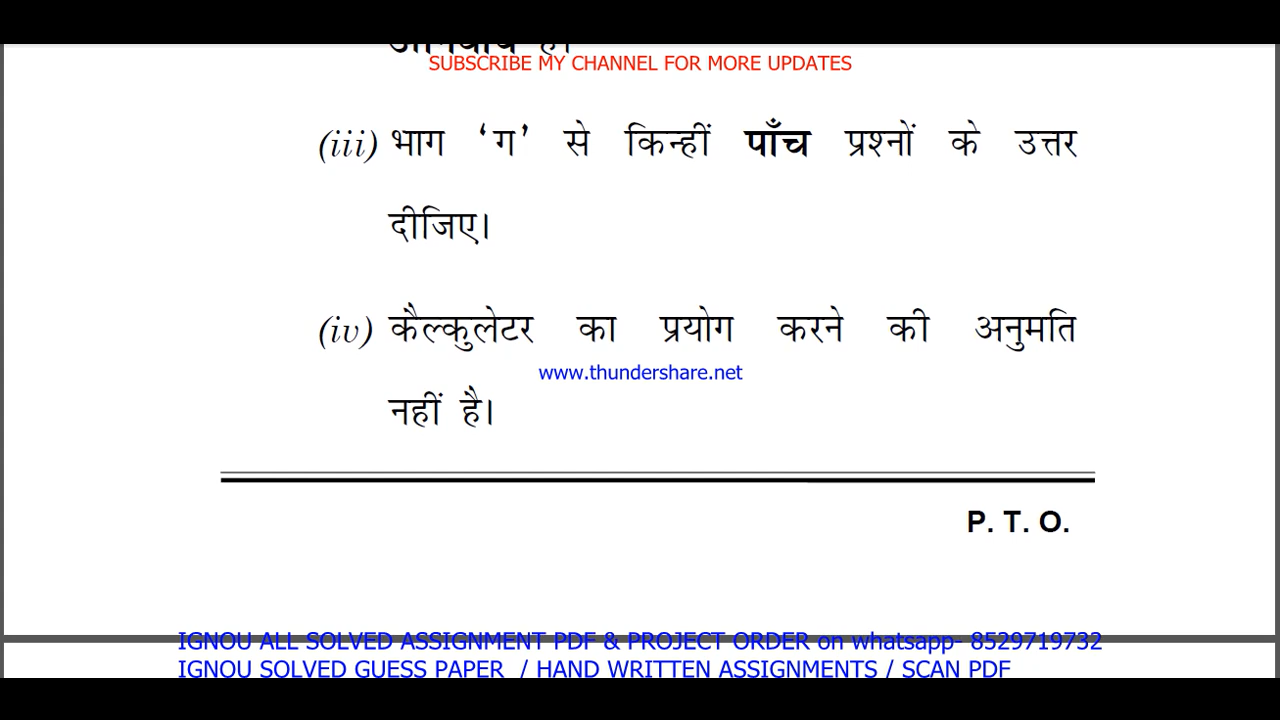 SUBSCRIBE MY CHANNEL FOR MORE UPDATES
(iii) भाग ‘ग’ से किन्हीं पाँच प्रश्नों के उत्तर
दीजिए।
(iv) कैल्कुलेटर का प्रयोग करने की अनुमति
www.thundershare.net
नहीं है।
P. T. O.
IGNOU ALL SOLVED ASSIGNMENT PDF & PROJECT ORDER on whatsapp- 8529719732
IGNOU SOLVED GUESS PAPER / HAND WRITTEN ASSIGNMENTS / SCAN PDF